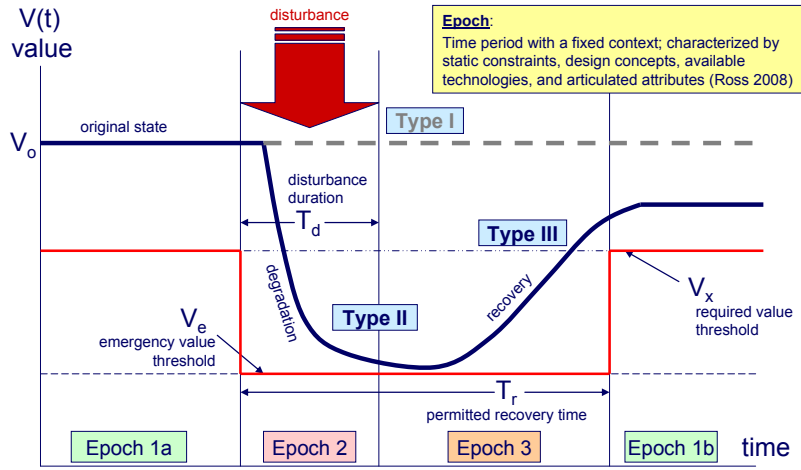 V(t)
value
disturbance
Epoch:
Time period with a fixed context; characterized by
static constraints, design concepts, available
technologies, and articulated attributes (Ross 2008)
original state
Type I
Vo
disturbance
duration
Td
Type III
degradation
recovery
Type II
Ve
emergency value
threshold
Vx
required value
threshold
Tr
permitted recovery time
Epoch 1a
Epoch 2
Epoch 3
Epoch 1b
time